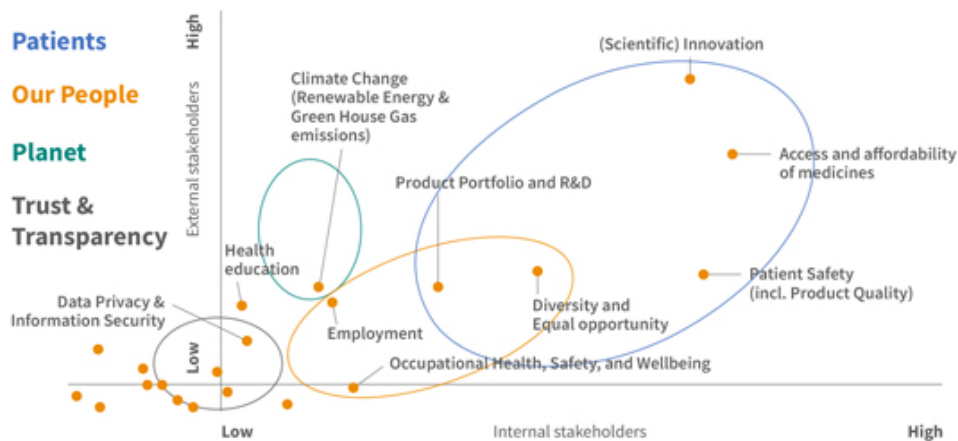 Patients
Our People
Planet
Trust &
Transparency
High
External stakeholders
Low
Climate Change
(Renewable Energy &
Green House Gas
emissions)
(Scientific) Innovation
Access and affordability
of medicines
Product Portfolio and R&D
Health
education
Patient Safety
(incl. Product Quality)
Data Privacy &
Information Security
Diversity and
Equal opportunity
Employment
Occupational Health, Safety, and Wellbeing
Low
Internal stakeholders
High